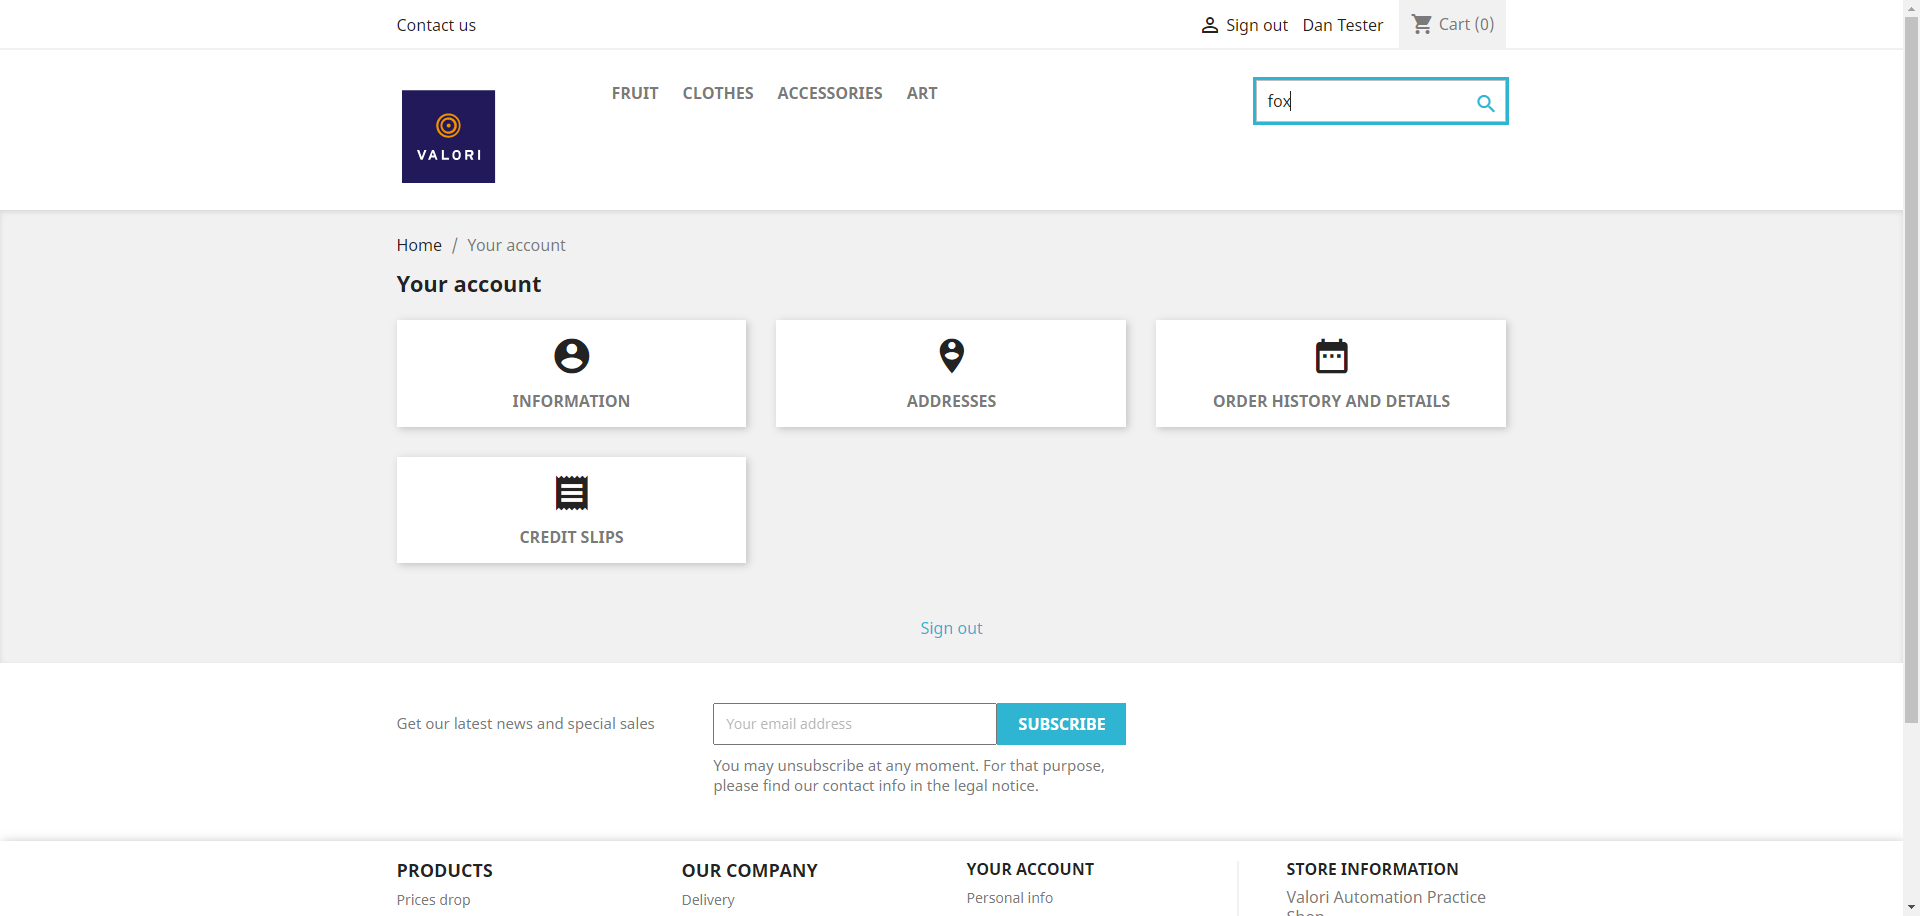 Contact us
Sign out Dan Tester Cart (0)
VALORI
FRUIT CLOTHES ACCESSORIES ART
fox
Home / Your account
Your account
INFORMATION
ADDRESSES
ORDER HISTORY AND DETAILS
CREDIT SLIPS
Sign out
Get our latest news and special sales
Your email address
SUBSCRIBE
You may unsubscribe at any moment. For that purpose,
please find our contact info in the legal notice.
PRODUCTS
Prices drop
OUR COMPANY
Delivery
YOUR ACCOUNT
Personal info
STORE INFORMATION
Valori Automation Practice
Shop